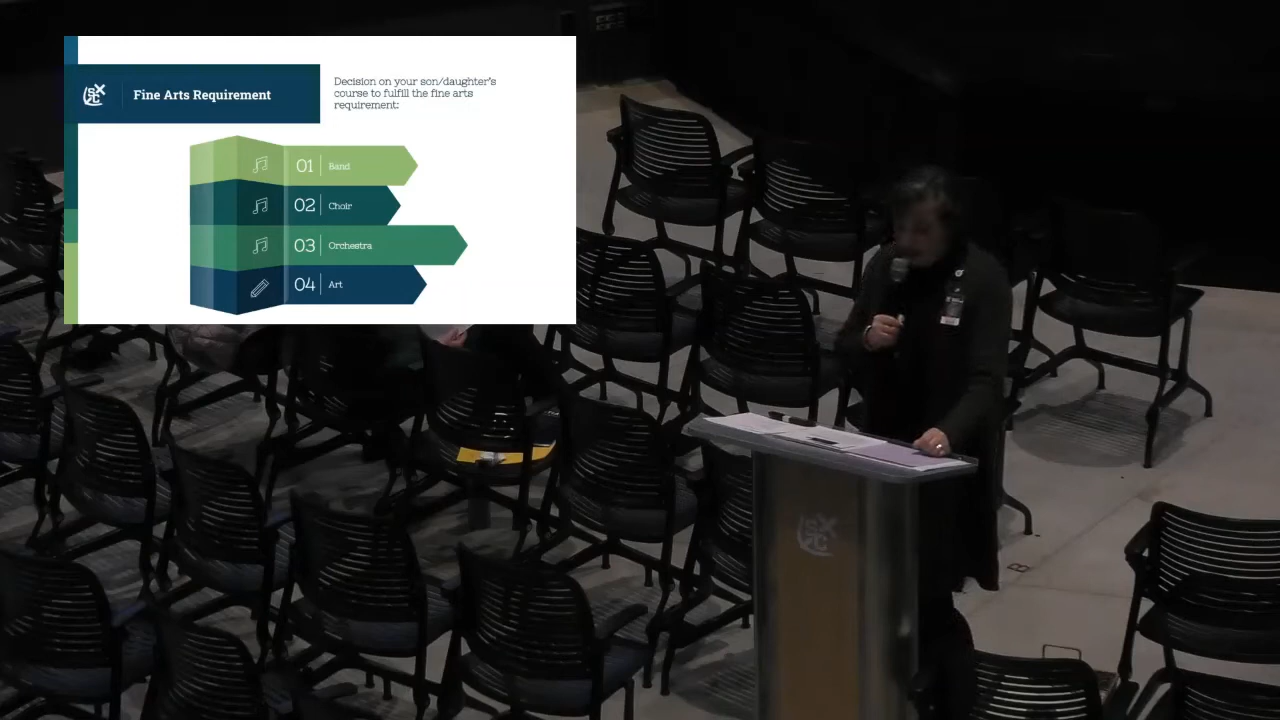 Fine Arts Requirement
Decision on your son/daughter's
course to fulfill the fine arts
requirement:
01 Band
02 Choir
03 Orchestra
04 Art